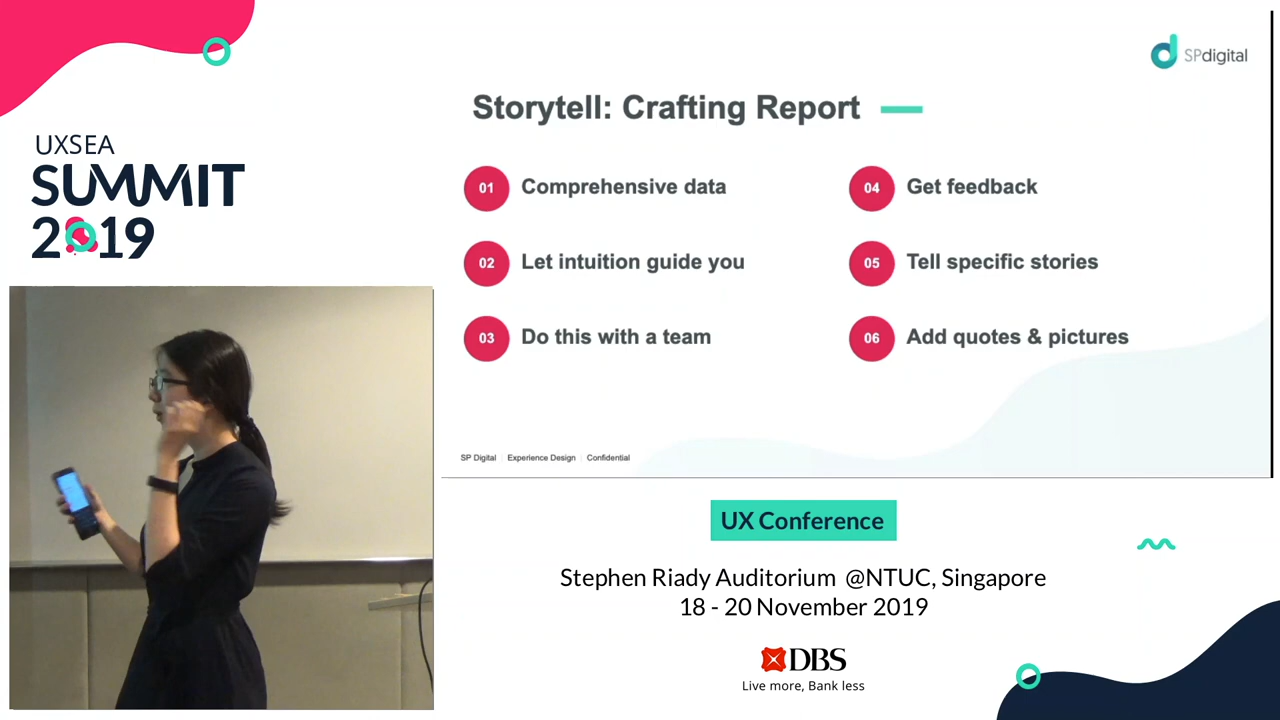 UXSEA
SUMMIT
2019
SPdigital
Storytell: Crafting Report
01 Comprehensive data
02 Let intuition guide you
03 Do this with a team
04 Get feedback
05 Tell specific stories
06 Add quotes & pictures
SP Digital | Experience Design | Confidential
UX Conference
Stephen Riady Auditorium @NTUC, Singapore
18 - 20 November 2019
DBS
Live more, Bank less